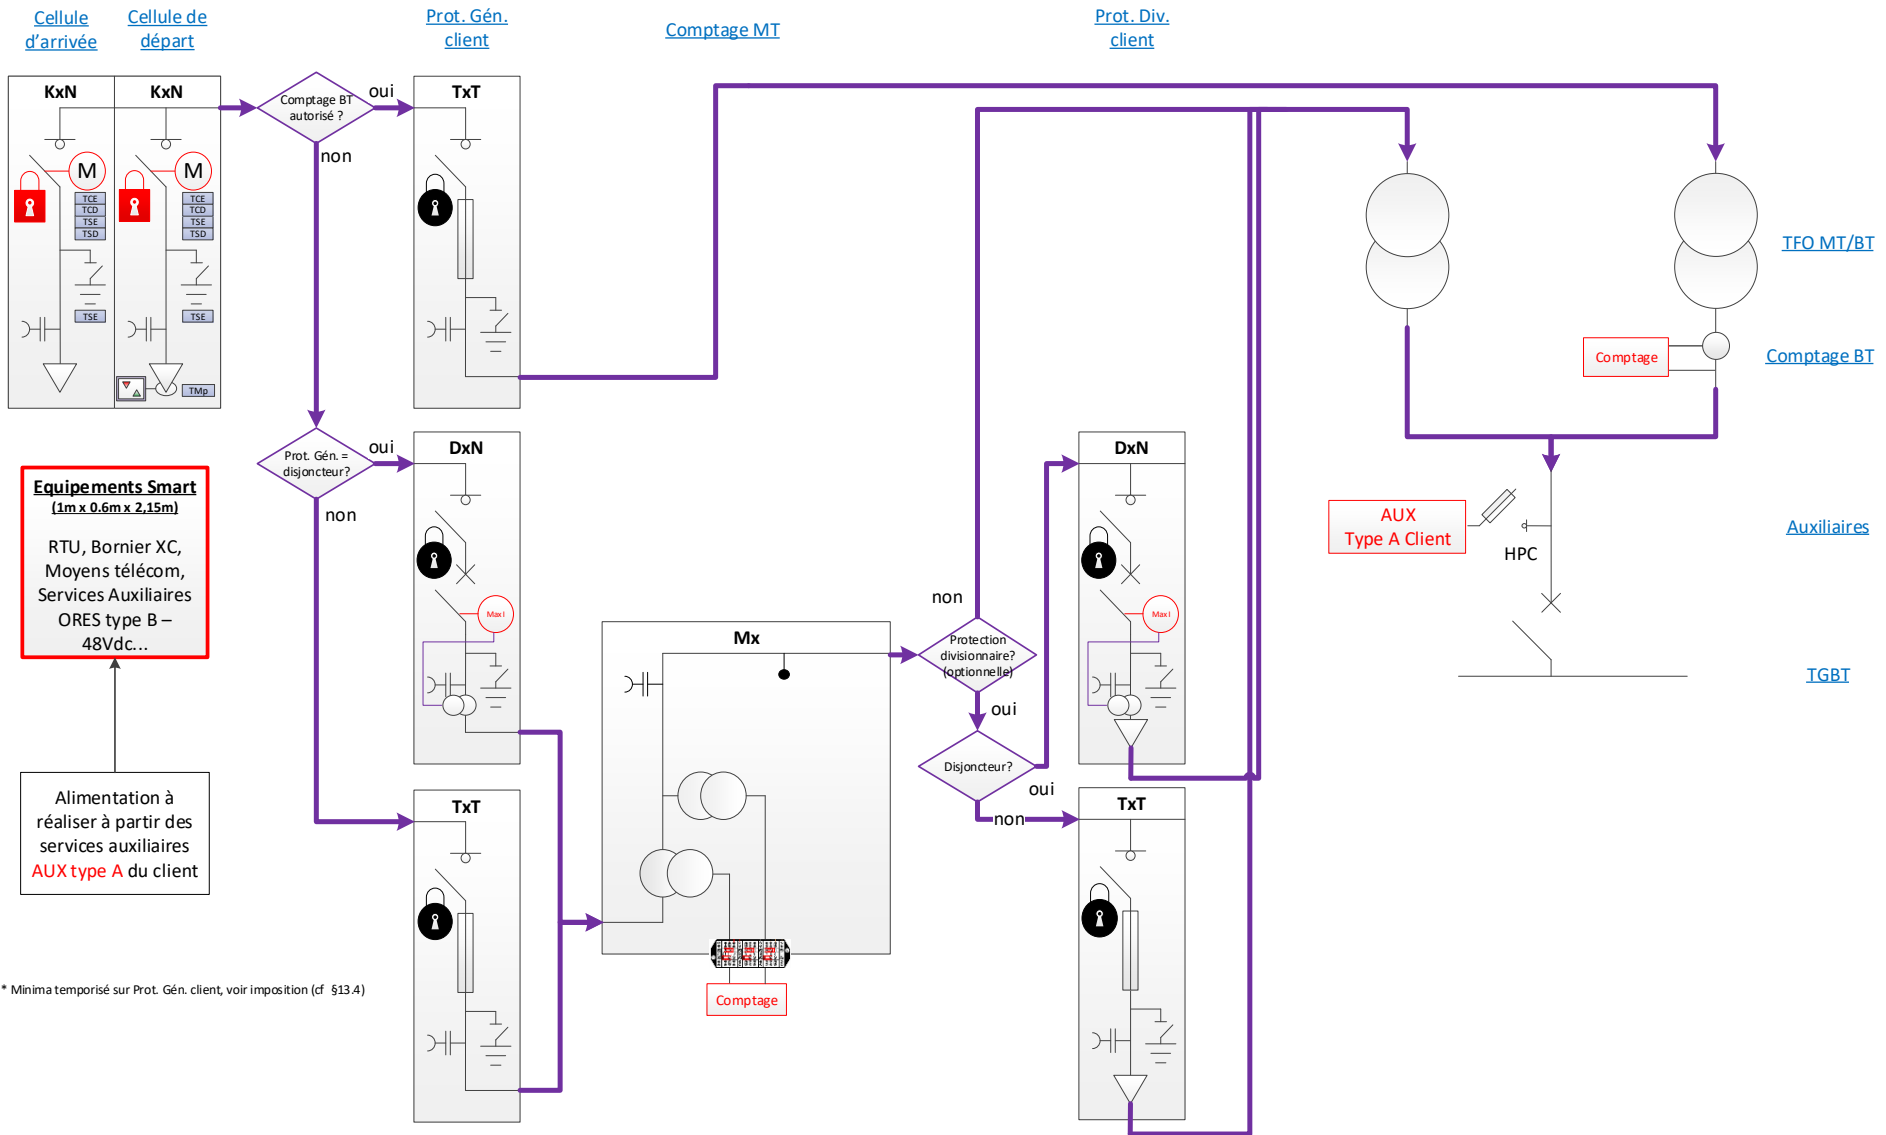 Cellule
d'arrivée
Cellule de
départ
Prot. Gén.
client
Comptage MT
Prot. Div.
client
KxN
KxN
Comptage BT
autorisé ?
oui
non
TxT
M
M
TCE
TCD
TSE
TSD
TCE
TCD
TSE
TSD
TSE
TSE
TMp
TFO MT/BT
Comptage
Comptage BT
Prot. Gén. =
disjoncteur?
oui
non
DxN
Max I
DxN
Max I
Equipements Smart
(1m x 0.6m x 2,15m)
RTU, Bornier XC,
Moyens télécom,
Services Auxiliaires
ORES type B –
48Vdc...
AUX
Type A Client
HPC
Auxiliaires
TGBT
Mx
non
Protection
divisionnaire?
(optionnelle)
oui
Disjoncteur?
oui
non
TxT
TxT
Alimentation à
réaliser à partir des
services auxiliaires
AUX type A du client
Comptage
* Minima temporisé sur Prot. Gén. client, voir imposition (cf §13.4)